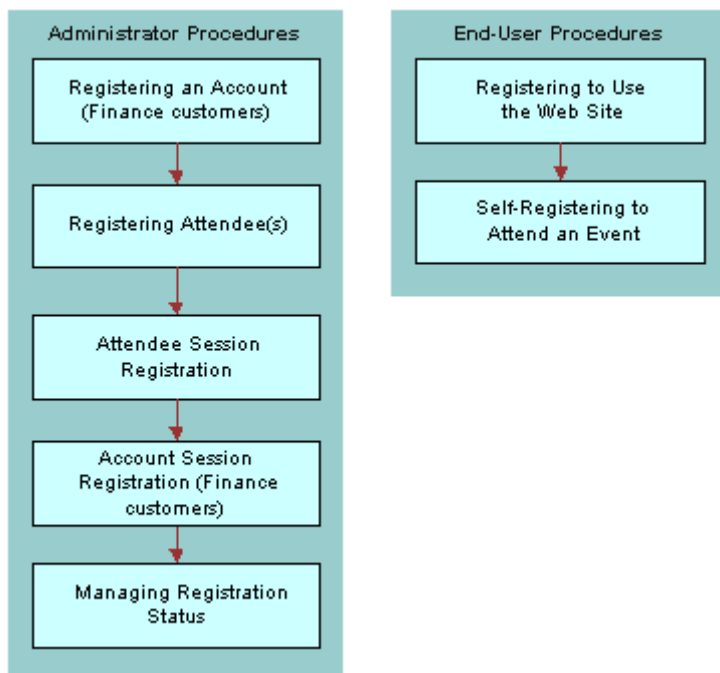 Administrator Procedures
Registering an Account
(Finance customers)
Registering Attendee(s)
Attendee Session
Registration
Account Session
Registration (Finance
customers)
Managing Registration
Status
End-User Procedures
Registering to Use
the Web Site
Self-Registering to
Attend an Event